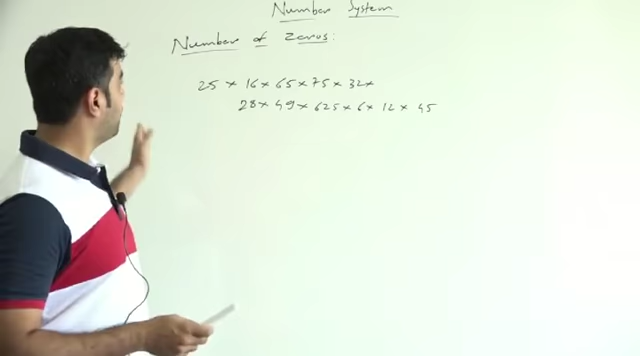 Number System
Number of Zeros:
25 × 16 × 65 × 75 × 32 ×
28 × 49 × 625 × 6 × 12 × 45